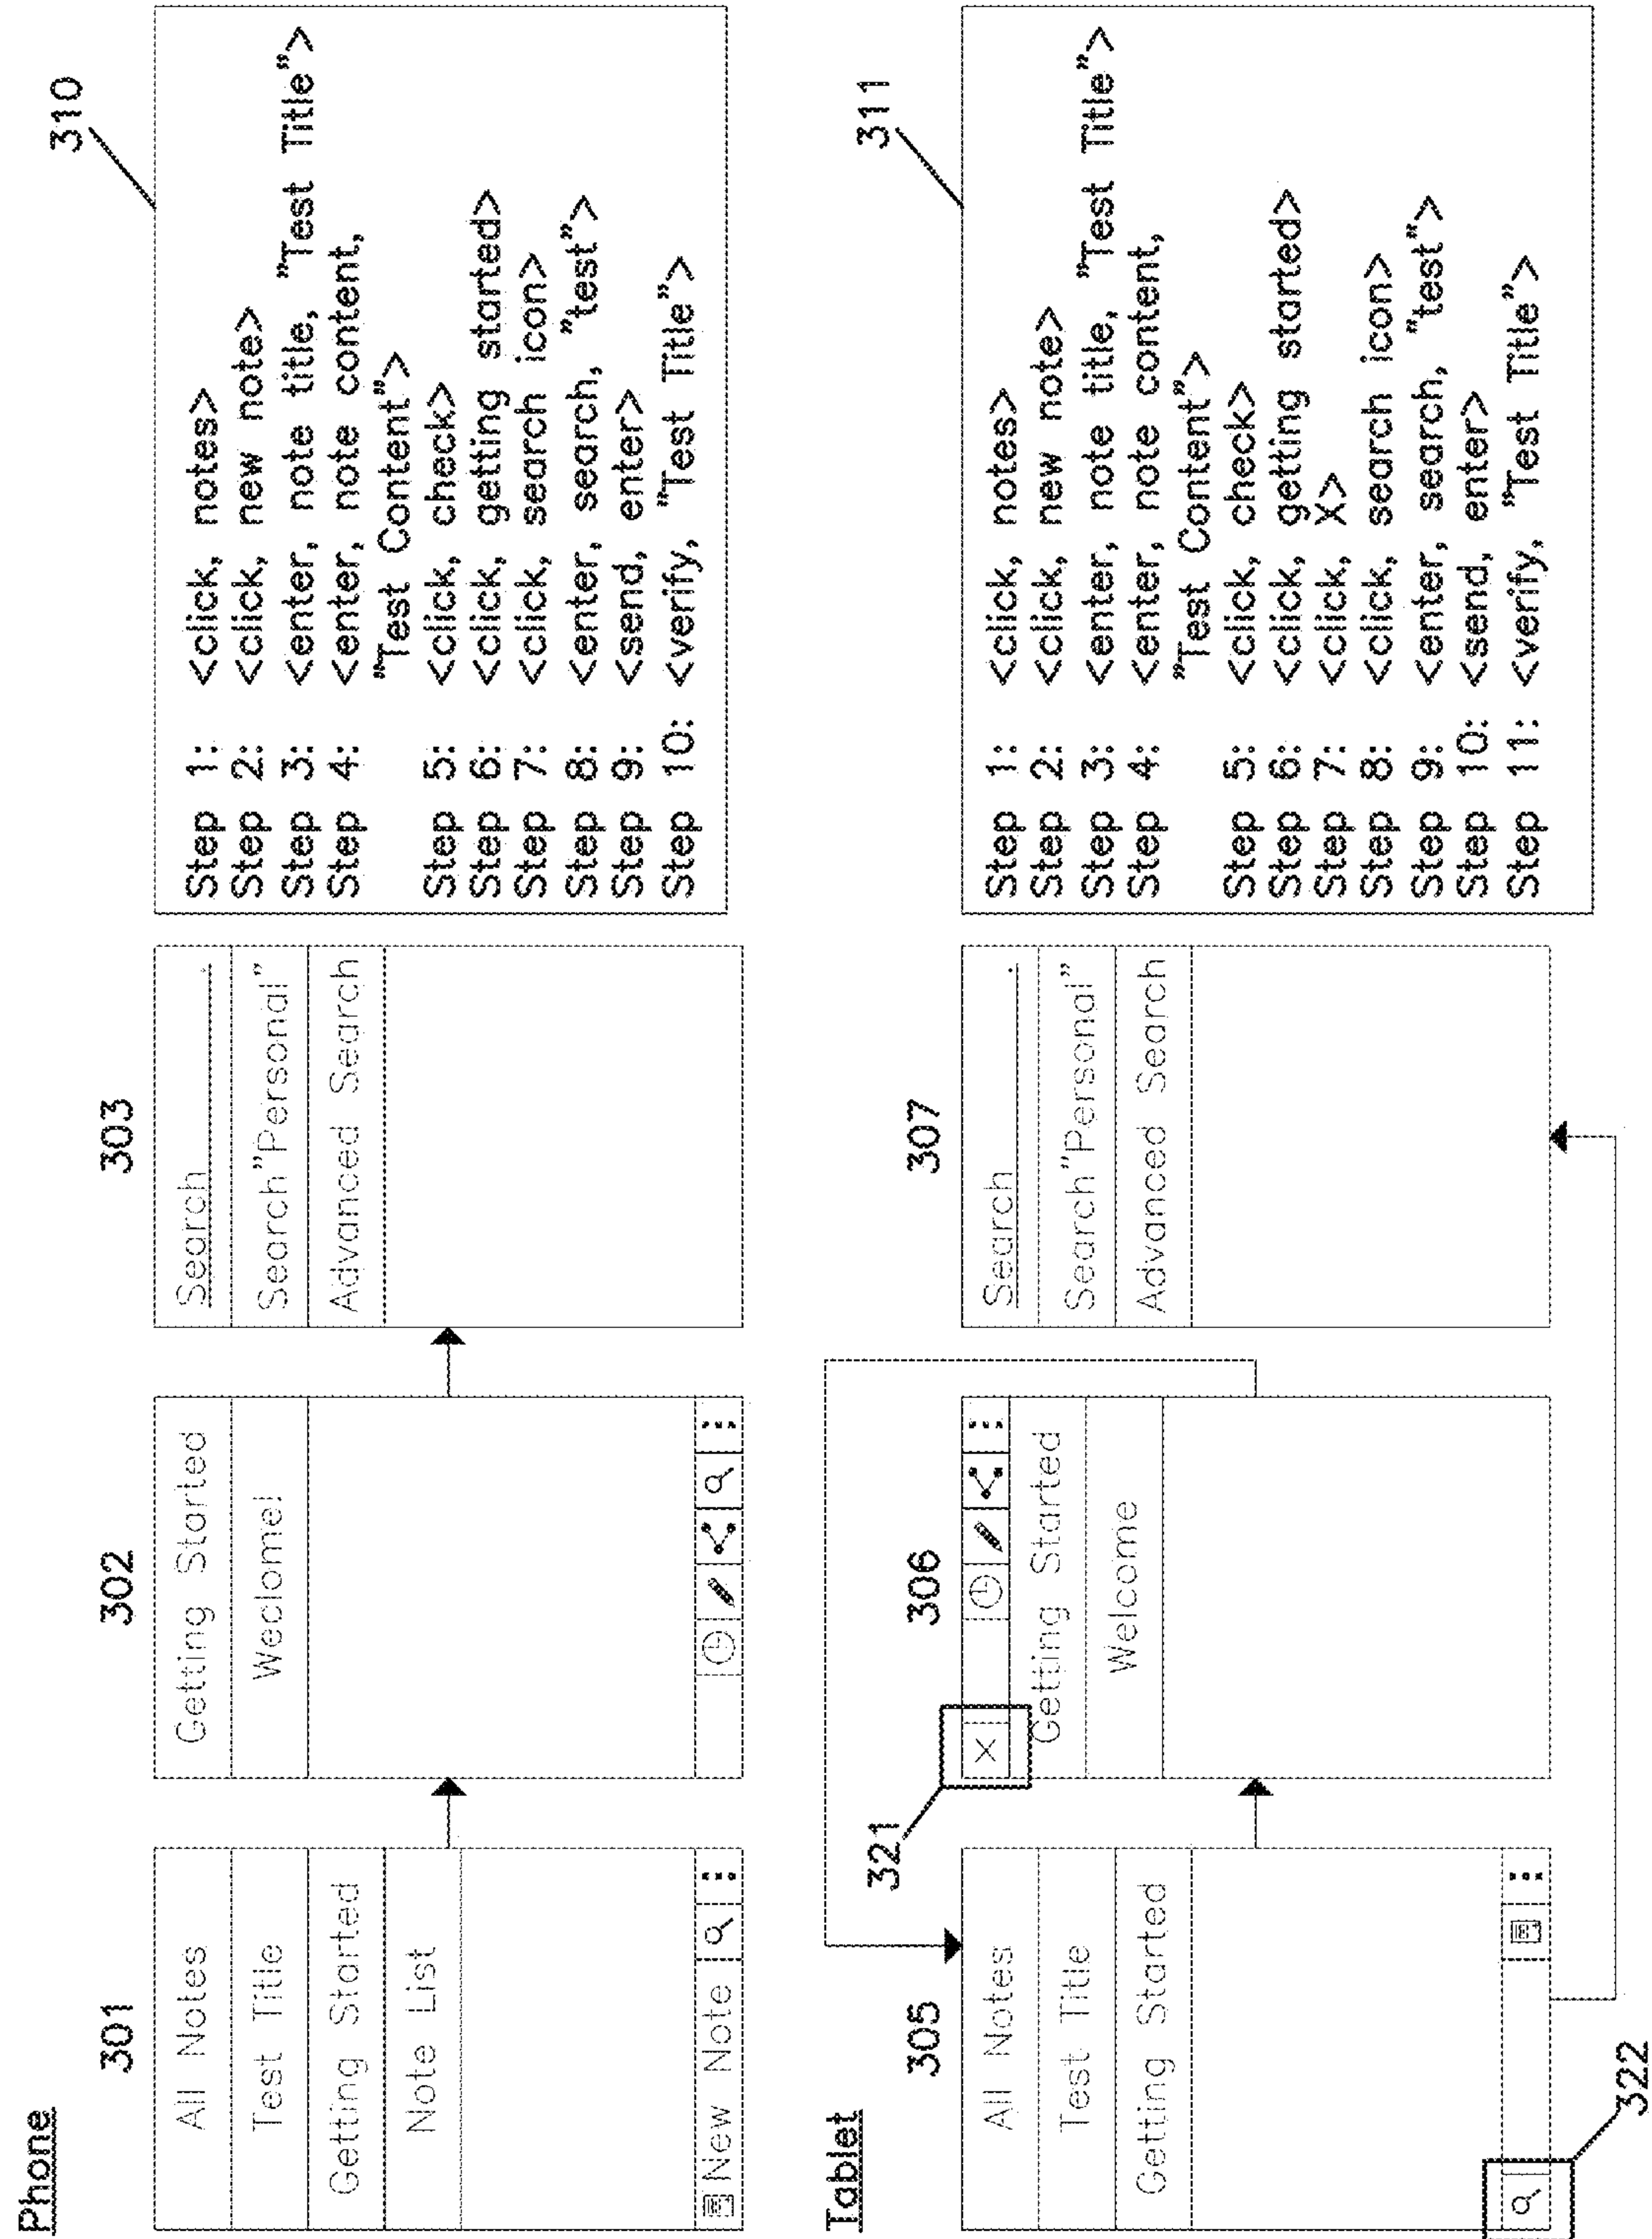 Phone
301
All Notes
Test Title
Getting Started
Note List
New Note
302
Getting Started
Weclome!
303
Search
Search"Personal"
Advanced Search
310
Step 1: <click, notes>
Step 2: <click, new note>
Step 3: <enter, note title, "Test Title">
Step 4: <enter, note content,
"Test Content">
Step 5: <click, check>
Step 6: <click, getting started>
Step 7: <click, search icon>
Step 8: <enter, search, "test">
Step 9: <send, enter>
Step 10: <verify, "Test Title">
Tablet
305
All Notes
Test Title
Getting Started
322
321
306
X
Getting Started
Welcome
307
Search
Search"Personal"
Advanced Search
311
Step 1: <click, notes>
Step 2: <click, new note>
Step 3: <enter, note title, "Test Title">
Step 4: <enter, note content,
"Test Content">
Step 5: <click, check>
Step 6: <click, getting started>
Step 7: <click, X>
Step 8: <click, search icon>
Step 9: <enter, search, "test">
Step 10: <send, enter>
Step 11: <verify, "Test Title">